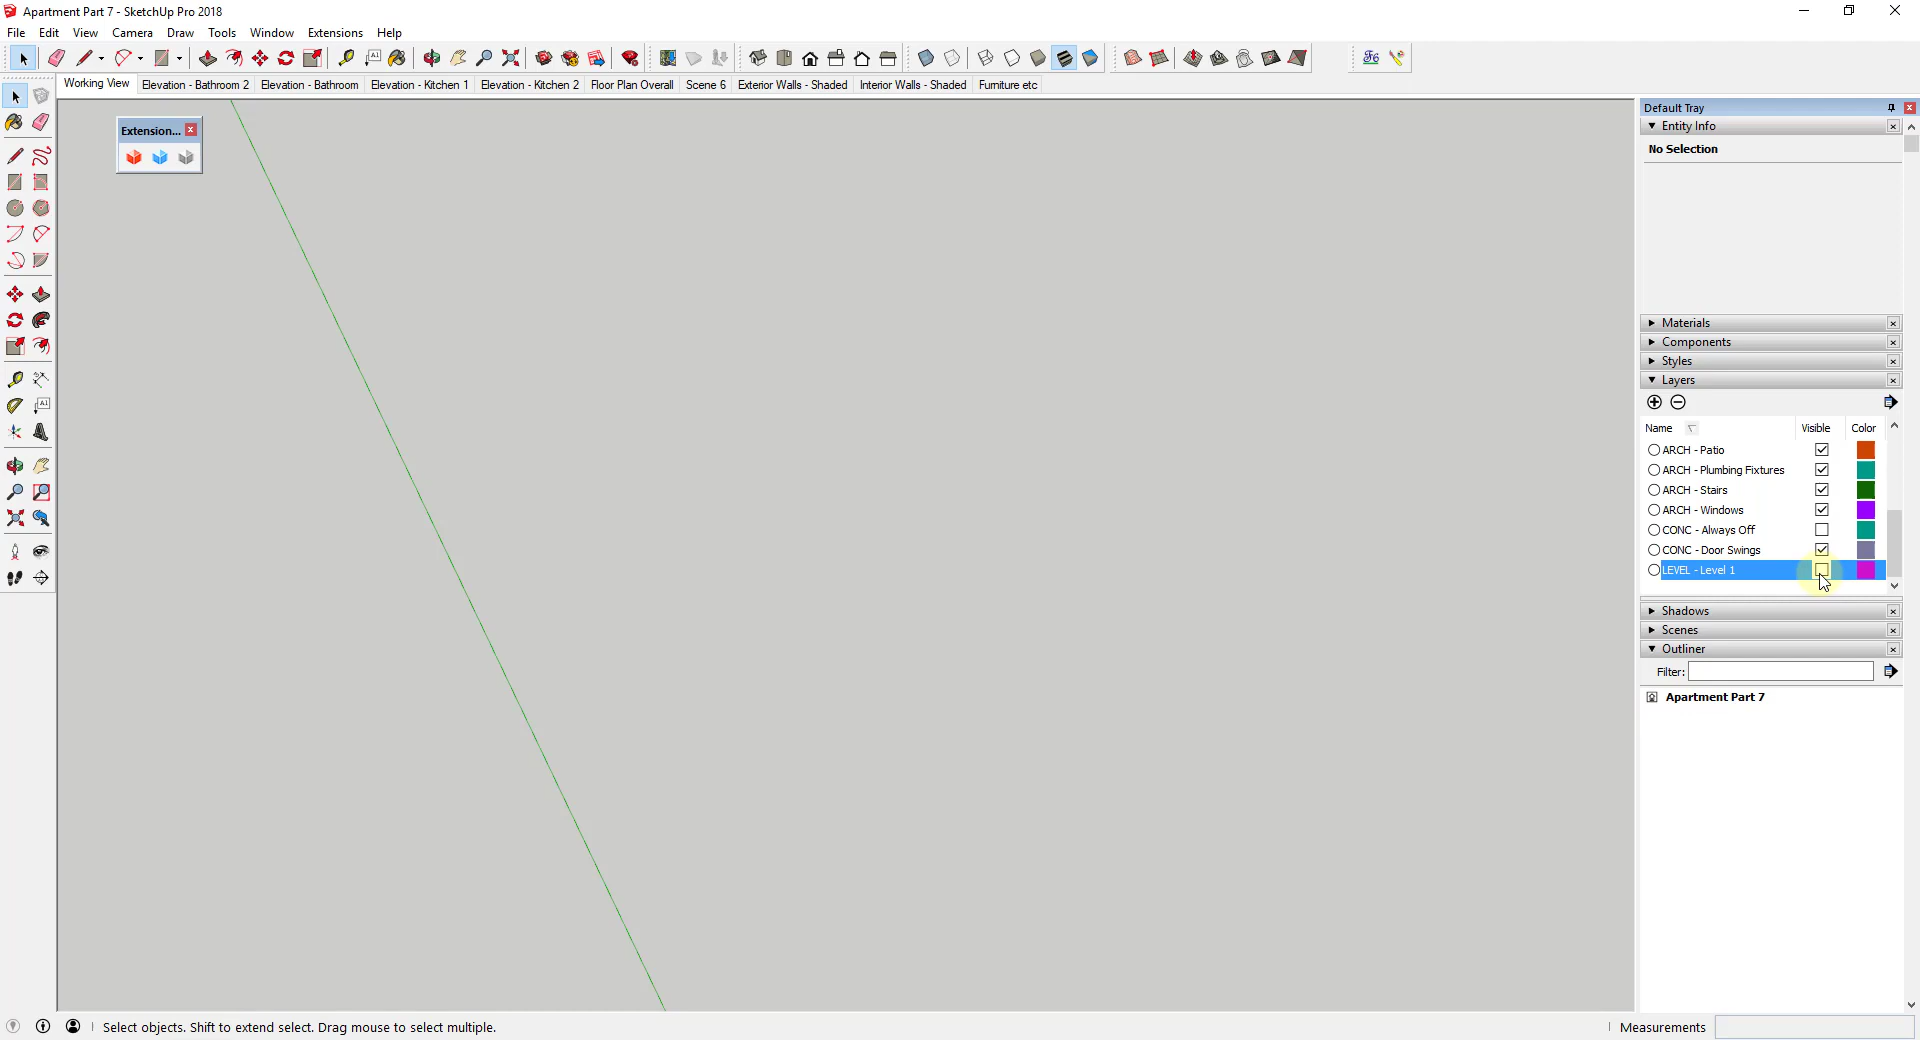 Apartment Part 7 - SketchUp Pro 2018
File Edit View Camera Draw Tools Window Extensions Help
Working View Elevation - Bathroom 2 Elevation - Bathroom Elevation - Kitchen 1 Elevation - Kitchen 2 Floor Plan Overall Scene 6 Exterior Walls - Shaded Interior Walls - Shaded Furniture etc
Extension...
Default Tray
Entity Info
No Selection
Materials
Components
Styles
Layers
Name Visible Color
ARCH - Patio
ARCH - Plumbing Fixtures
ARCH - Stairs
ARCH - Windows
CONC - Always Off
CONC - Door Swings
LEVEL - Level 1
Shadows
Scenes
Outliner
Filter:
Apartment Part 7
Select objects. Shift to extend select. Drag mouse to select multiple.
Measurements